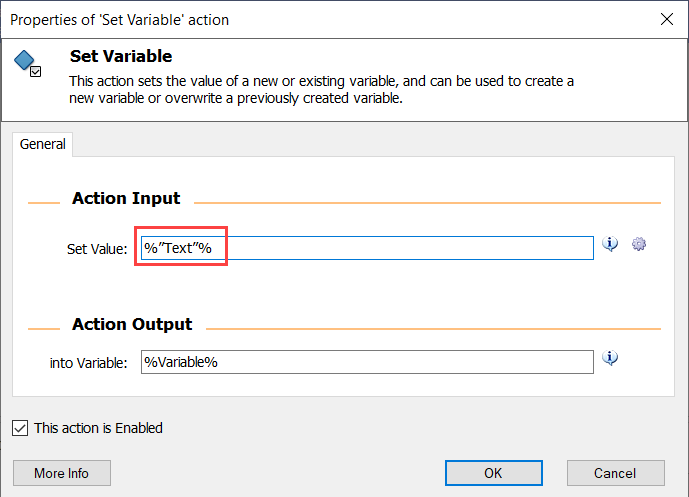 Properties of 'Set Variable' action
Set Variable
This action sets the value of a new or existing variable, and can be used to create a
new variable or overwrite a previously created variable.
General
Action Input
Set Value: %”Text”%
Action Output
into Variable: %Variable%
This action is Enabled
More Info OK Cancel